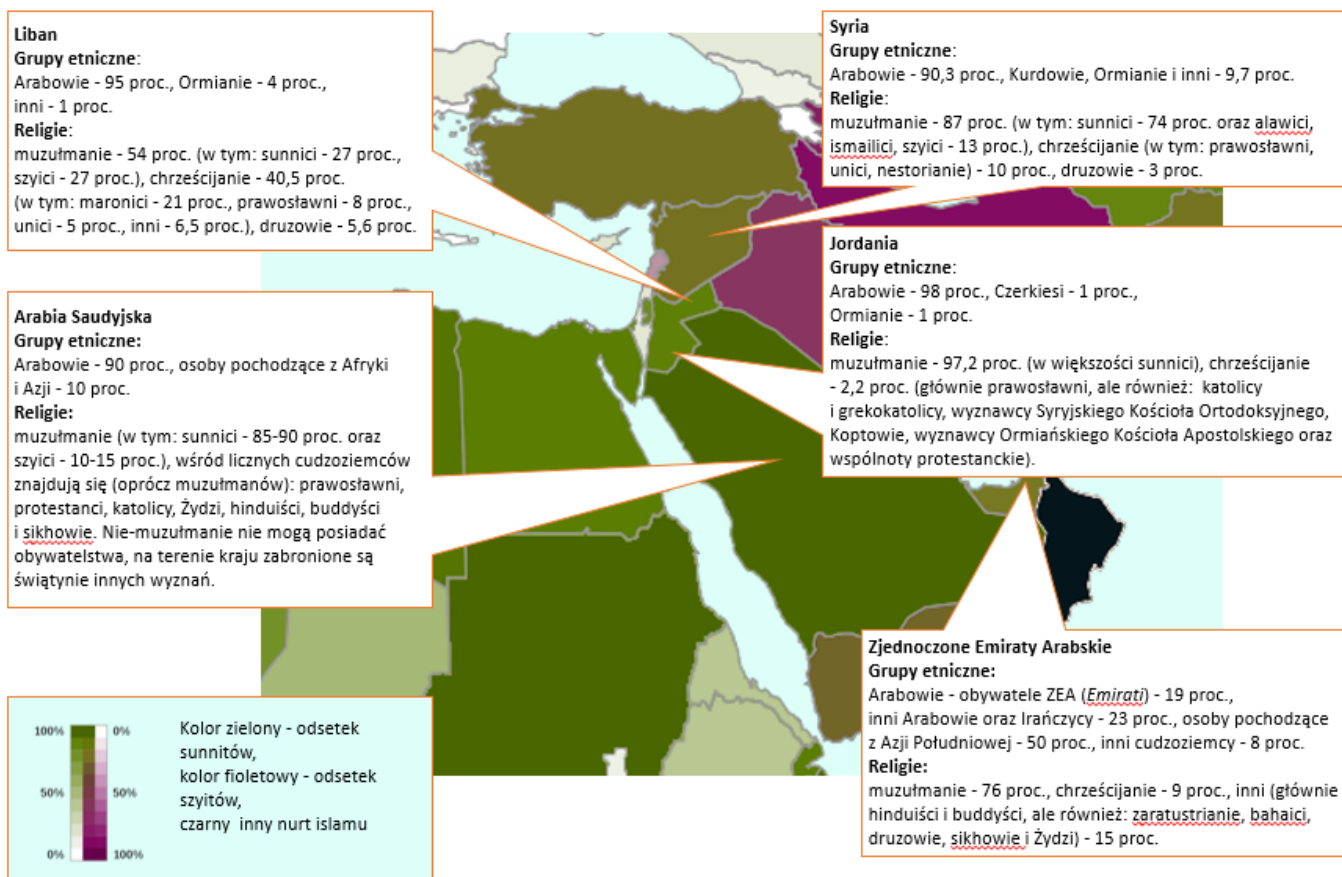 Liban
Grupy etniczne:
Arabowie - 95 proc., Ormianie - 4 proc.,
inni - 1 proc.
Religie:
muzułmanie - 54 proc. (w tym: sunnici - 27 proc.,
szyici - 27 proc.), chrześcijanie - 40,5 proc.
(w tym: maronici - 21 proc., prawosławni - 8 proc.,
unici - 5 proc., inni - 6,5 proc.), druzowie - 5,6 proc.
Syria
Grupy etniczne:
Arabowie - 90,3 proc., Kurdowie, Ormianie i inni - 9,7 proc.
Religie:
muzułmanie - 87 proc. (w tym: sunnici - 74 proc. oraz alawici,
ismailici, szyici - 13 proc.), chrześcijanie (w tym: prawosławni,
unici, nestorianie) - 10 proc., druzowie - 3 proc.
Jordania
Grupy etniczne:
Arabowie - 98 proc., Czerkiesi - 1 proc.,
Ormianie - 1 proc.
Religie:
muzułmanie - 97,2 proc. (w większości sunnici), chrześcijanie
- 2,2 proc. (głównie prawosławni, ale również: katolicy
i grekokatolicy, wyznawcy Syryjskiego Kościoła Ortodoksyjnego,
Koptowie, wyznawcy Ormiańskiego Kościoła Apostolskiego oraz
wspólnoty protestanckie).
Arabia Saudyjska
Grupy etniczne:
Arabowie - 90 proc., osoby pochodzące z Afryki
i Azji - 10 proc.
Religie:
muzułmanie (w tym: sunnici - 85-90 proc. oraz
szyici - 10-15 proc.), wśród licznych cudzoziemców
znajdują się (oprócz muzułmanów): prawosławni,
protestanci, katolicy, Żydzi, hinduiści, buddyści
i sikhowie. Nie-muzułmanie nie mogą posiadać
obywatelstwa, na terenie kraju zabronione są
świątynie innych wyznań.
Zjednoczone Emiraty Arabskie
Grupy etniczne:
Arabowie - obywatele ZEA (Emirati) - 19 proc.,
inni Arabowie oraz Irańczycy - 23 proc., osoby pochodzące
z Azji Południowej - 50 proc., inni cudzoziemcy - 8 proc.
Religie:
muzułmanie - 76 proc., chrześcijanie - 9 proc., inni (głównie
hinduiści i buddyści, ale również: zaratustrianie, bahaici,
druzowie, sikhowie i Żydzi) - 15 proc.
100% 0%
50% 50%
0% 100%
Kolor zielony - odsetek
sunnitów,
kolor fioletowy - odsetek
szyitów,
czarny inny nurt islamu